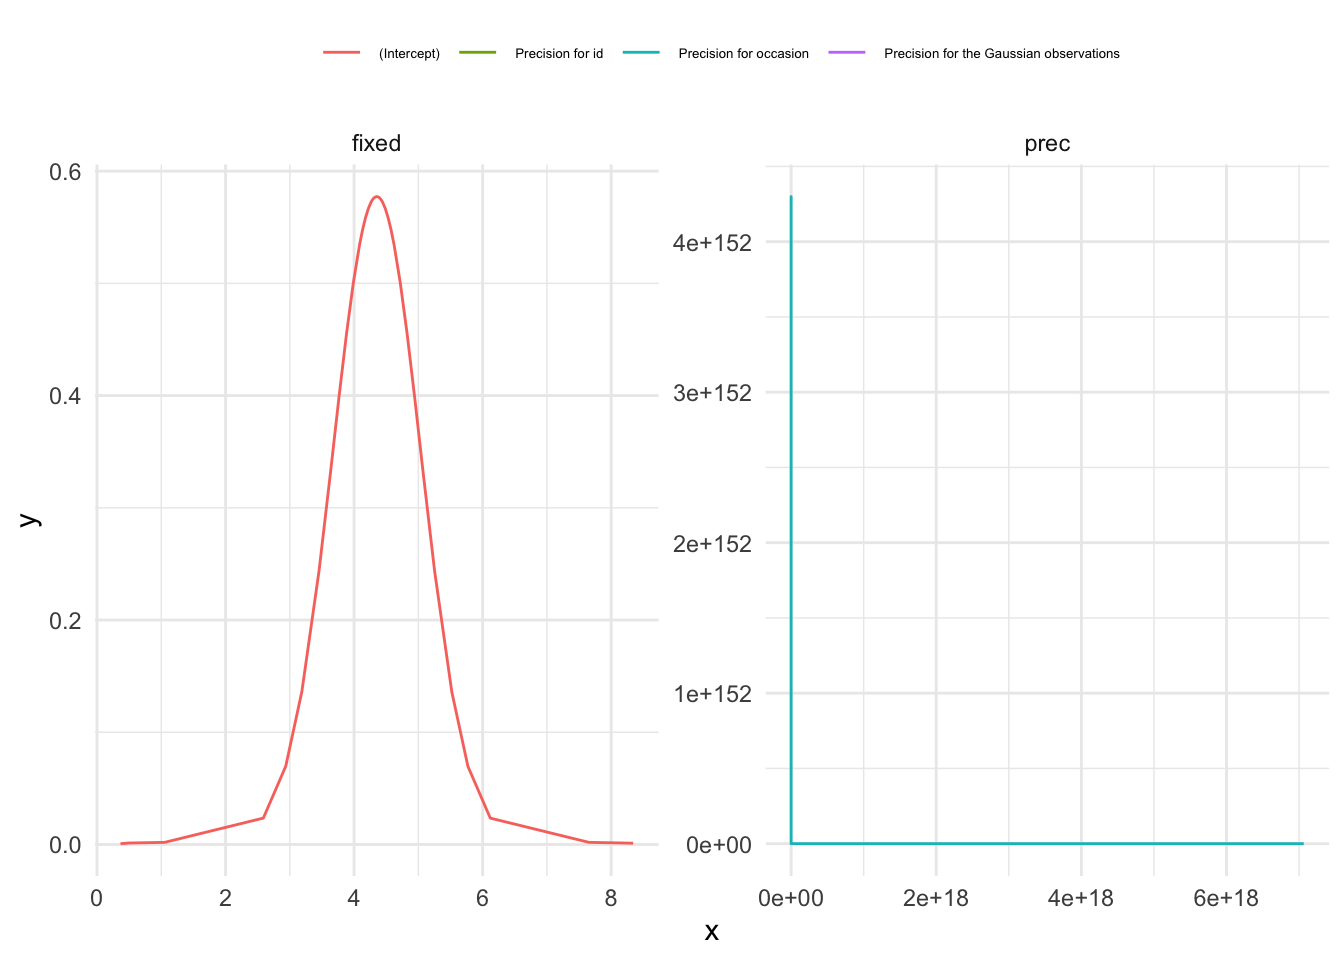 (Intercept) Precision for id Precision for occasion Precision for the Gaussian observations
fixed prec
y
0.6
0.4
0.2
0.0
0 2 4 6 8
4e+152
3e+152
2e+152
1e+152
0e+00
0e+00 2e+18 4e+18 6e+18
x